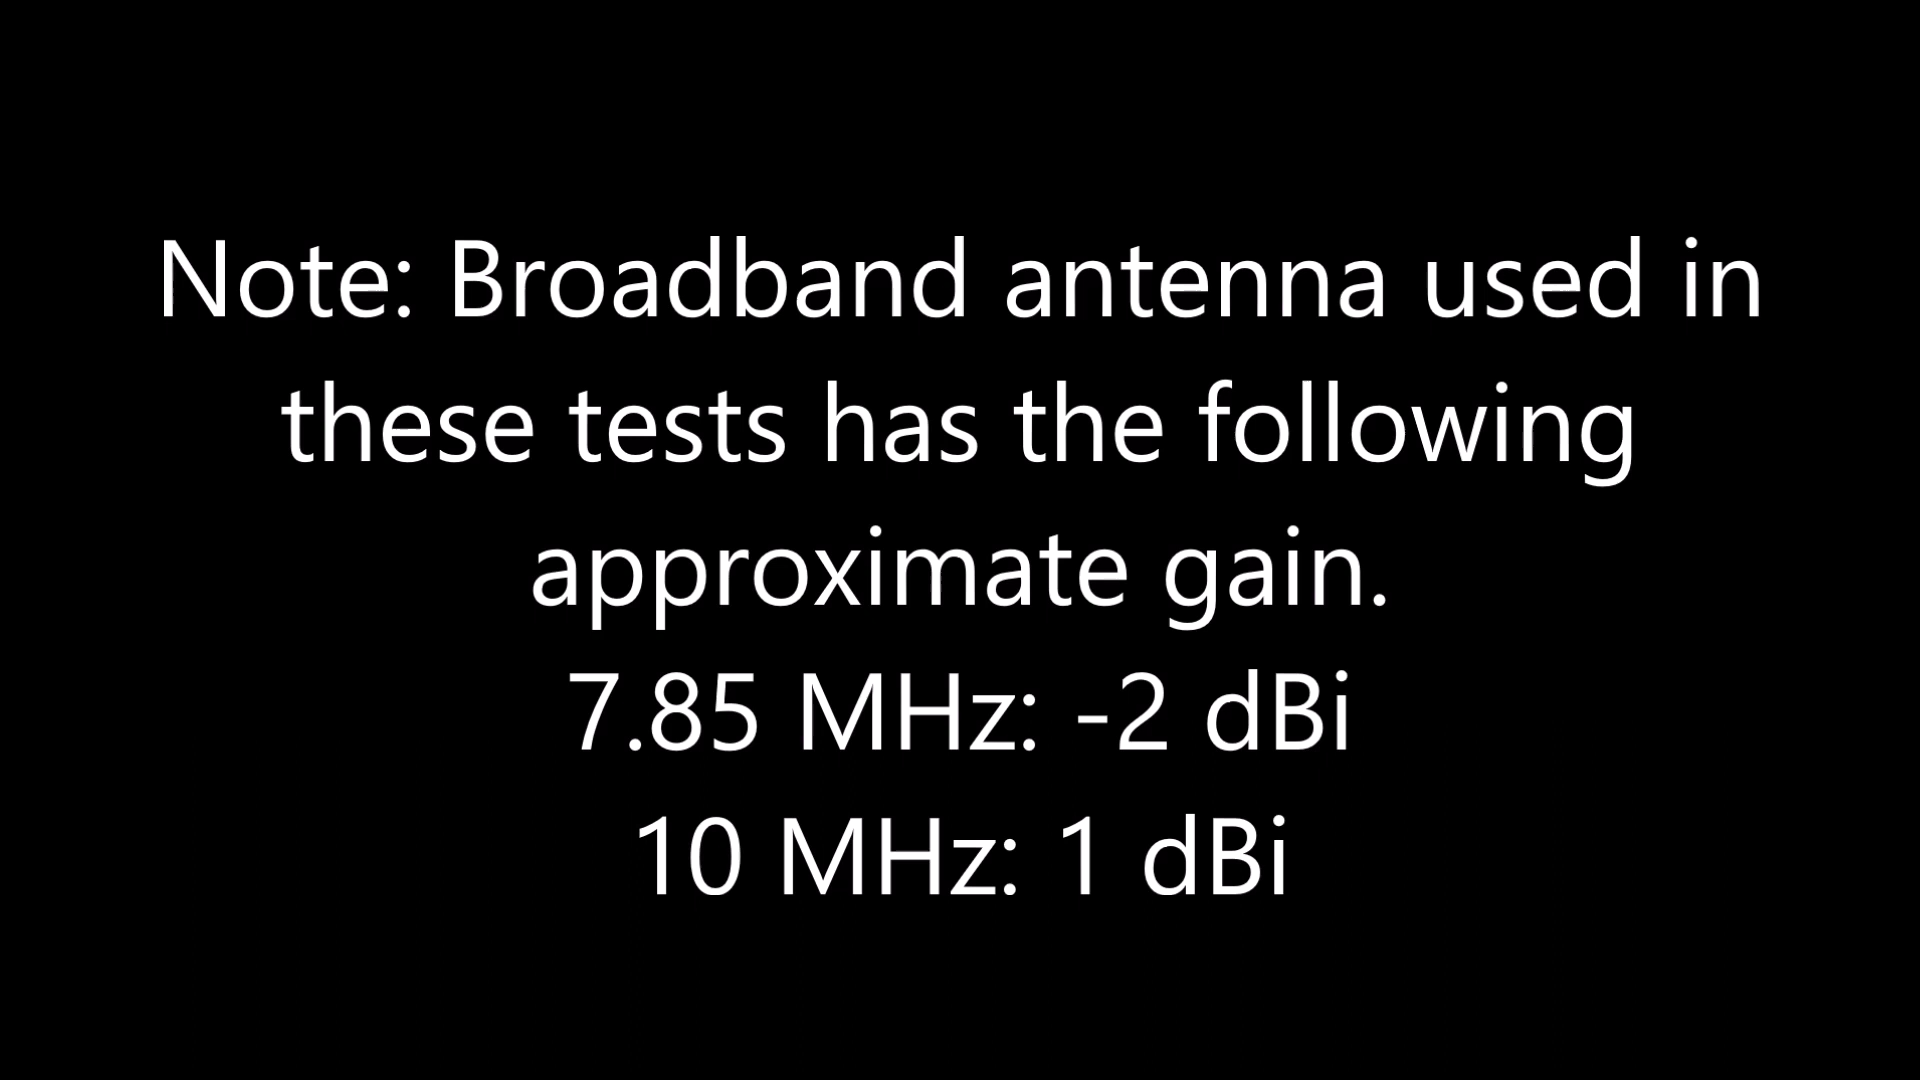 Note: Broadband antenna used in
these tests has the following
approximate gain.
7.85 MHz: -2 dBi
10 MHz: 1 dBi